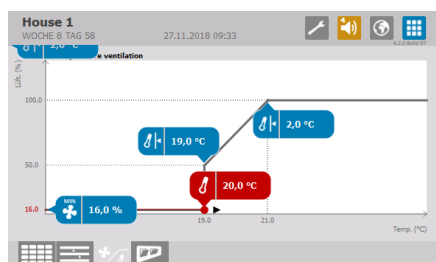 House 1
WOCHE 8 TAG 58
27.11.2018 09:33
6.2.0 Build 97
2,0 °C
e ventilation
Lüft. (%)
100.0
2,0 °C
19,0 °C
50.0
20,0 °C
MIN
16,0 %
16.0
19.0
21.0
Temp. (°C)